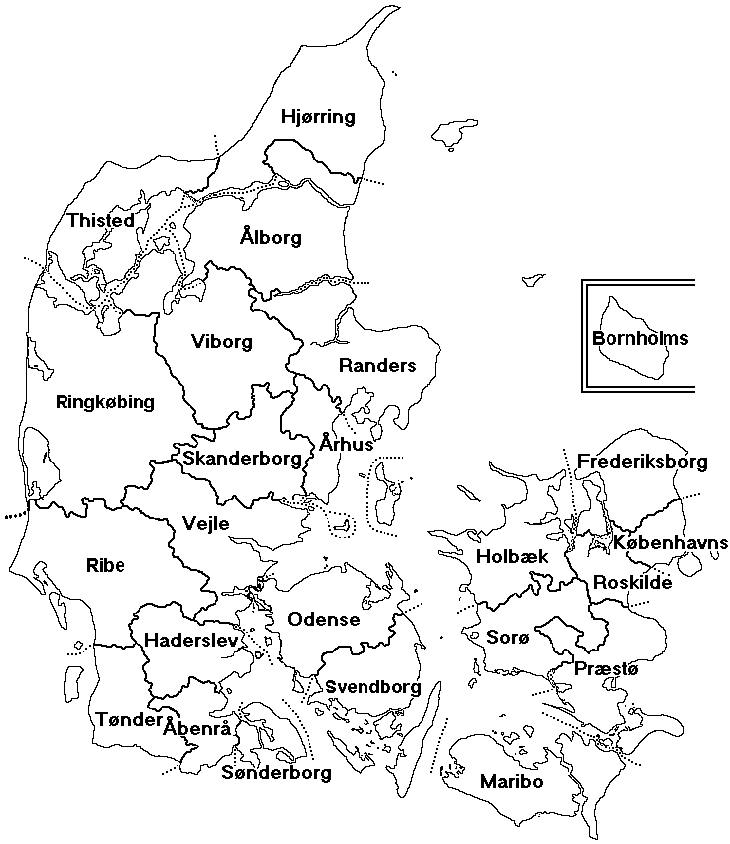 Hjørring
Thisted
Ålborg
Viborg
Bornholms
Randers
Ringkøbing
Århus
Skanderborg
Frederiksborg
Vejle
Københavns
Holbæk
Ribe
Roskilde
Odense
Haderslev
Sorø
Præstø
Svendborg
Tønder
Åbenrå
Sønderborg
Maribo